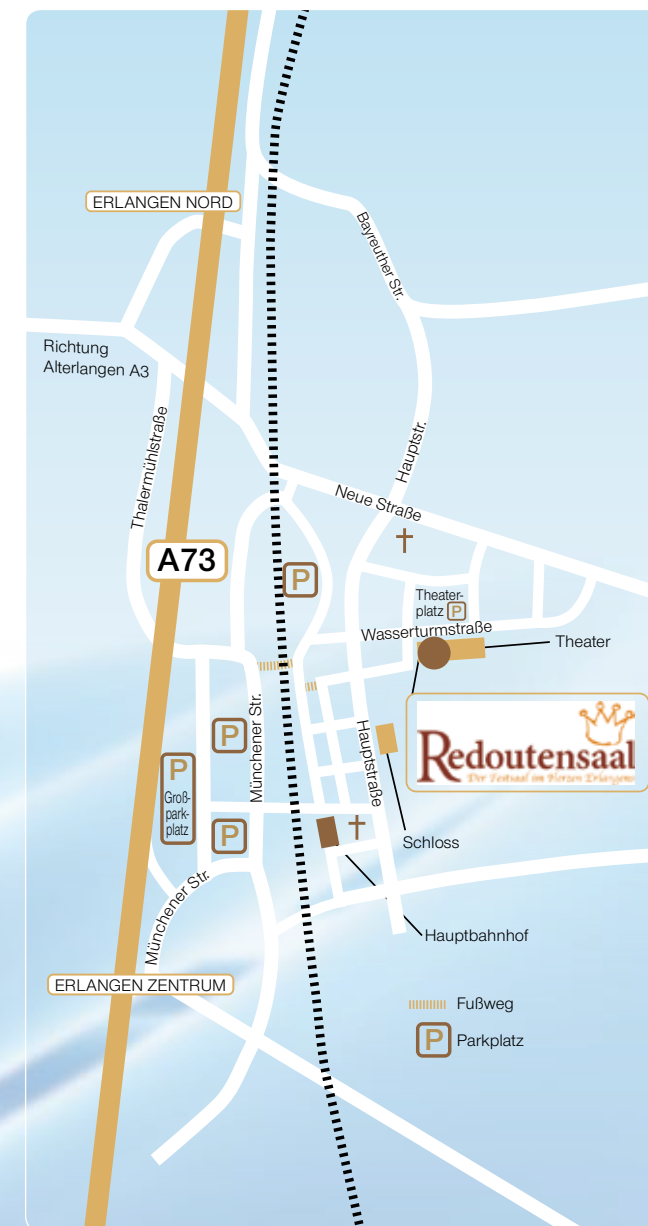 ERLANGEN NORD
Bayreuther Str.
Richtung
Alterlangen A3
Thalermühlstraße
Hauptstr.
Neue Straße
A73
P
Theater-
platz P
Wasserturmstraße
Theater
Münchener Str.
P
Hauptstraße
Redoutensaal
Der Festsaal im Herzen Erlangens
P
Groß-
park-
platz
P
Schloss
Münchener Str.
Hauptbahnhof
ERLANGEN ZENTRUM
Fußweg
P Parkplatz